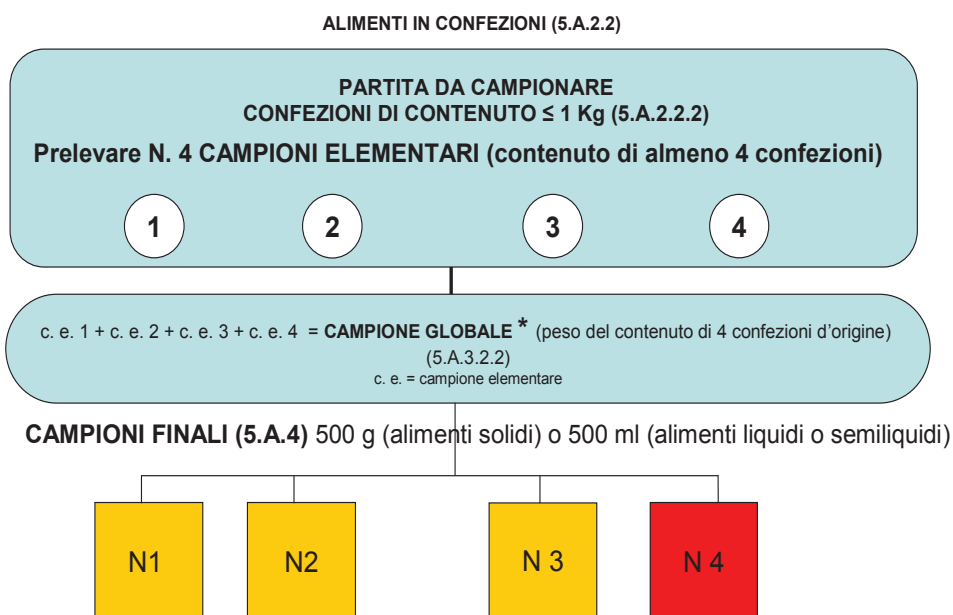 ALIMENTI IN CONFEZIONI (5.A.2.2)
PARTITA DA CAMPIONARE
CONFEZIONI DI CONTENUTO ≤ 1 Kg (5.A.2.2.2)
Prelevare N. 4 CAMPIONI ELEMENTARI (contenuto di almeno 4 confezioni)
1 2 3 4
c. e. 1 + c. e. 2 + c. e. 3 + c. e. 4 = CAMPIONE GLOBALE * (peso del contenuto di 4 confezioni d'origine)
(5.A.3.2.2)
c. e. = campione elementare
CAMPIONI FINALI (5.A.4) 500 g (alimenti solidi) o 500 ml (alimenti liquidi o semiliquidi)
N1 N2 N 3 N 4